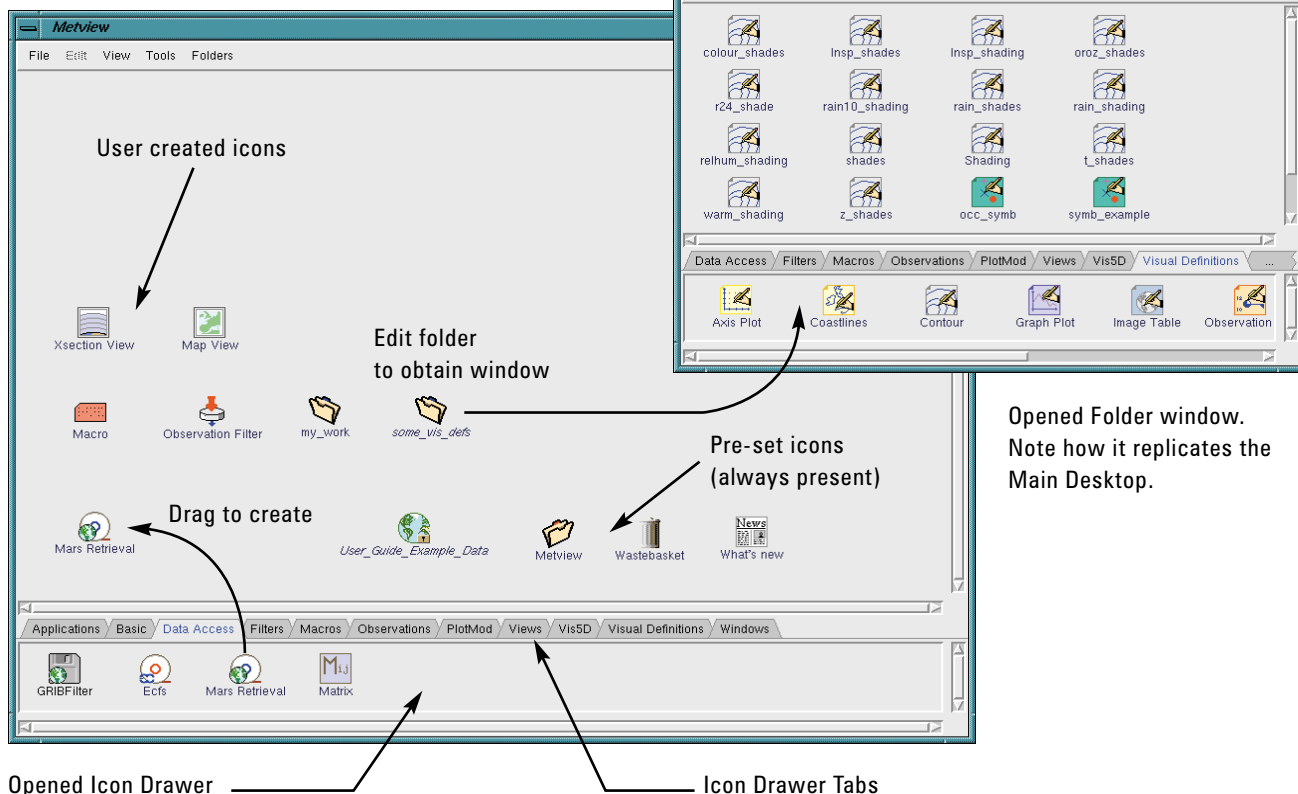 Metview
File Edit View Tools Folders
User created icons
Xsection View Map View
Edit folder
to obtain window
Macro Observation Filter my_work some_vis_defs
Pre-set icons
(always present)
Drag to create
Mars Retrieval User_Guide_Example_Data Metview Wastebasket News What's new
Applications Basic Data Access Filters Macros Observations PlotMod Views Vis5D Visual Definitions Windows
GRIBFilter Ecfs Mars Retrieval Mi,j Matrix
Opened Icon Drawer
Icon Drawer Tabs
colour_shades lnsp_shades lnsp_shading oroz_shades
r24_shade rain10_shading rain_shades rain_shading
relhum_shading shades Shading t_shades
warm_shading z_shades occ_symb symb_example
Data Access Filters Macros Observations PlotMod Views Vis5D Visual Definitions ...
Axis Plot Coastlines Contour Graph Plot Image Table Observation
Opened Folder window.
Note how it replicates the
Main Desktop.